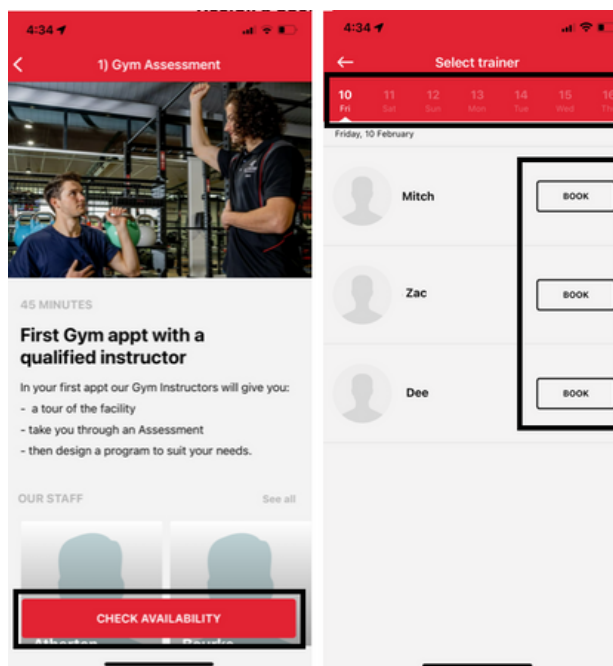 4:34
1) Gym Assessment
45 MINUTES
First Gym appt with a
qualified instructor
In your first appt our Gym Instructors will give you:
- a tour of the facility
- take you through an Assessment
- then design a program to suit your needs.
OUR STAFF
See all
CHECK AVAILABILITY
4:34
Select trainer
10 11 12 13 14 15 16
Fri Sat Sun Mon Tue Wed
Friday, 10 February
Mitch
BOOK
Zac
BOOK
Dee
BOOK